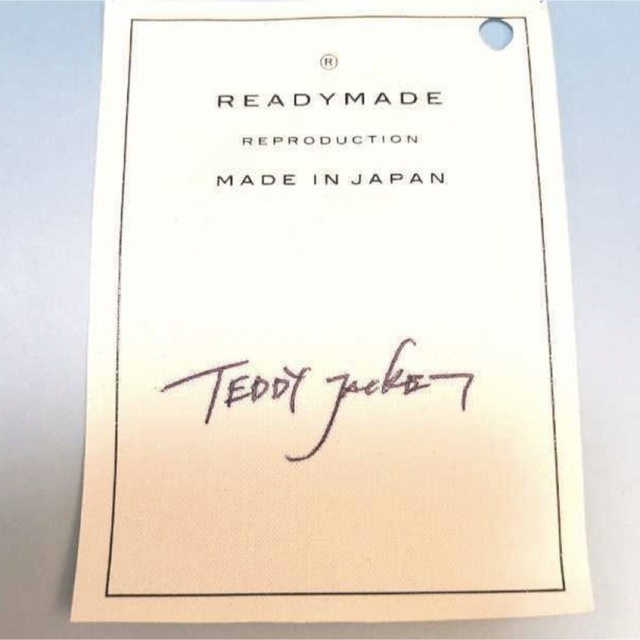 ®
READYMADE
REPRODUCTION
MADE IN JAPAN
TEDDY Jacket